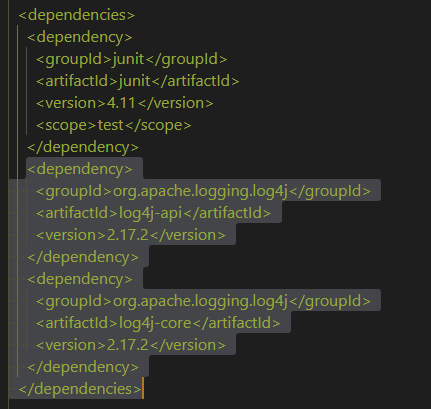 <dependencies>
<dependency>
<groupId>junit</groupId>
<artifactId>junit</artifactId>
<version>4.11</version>
<scope>test</scope>
</dependency>
<dependency>
<groupId>org.apache.logging.log4j</groupId>
<artifactId>log4j-api</artifactId>
<version>2.17.2</version>
</dependency>
<dependency>
<groupId>org.apache.logging.log4j</groupId>
<artifactId>log4j-core</artifactId>
<version>2.17.2</version>
</dependency>
</dependencies>